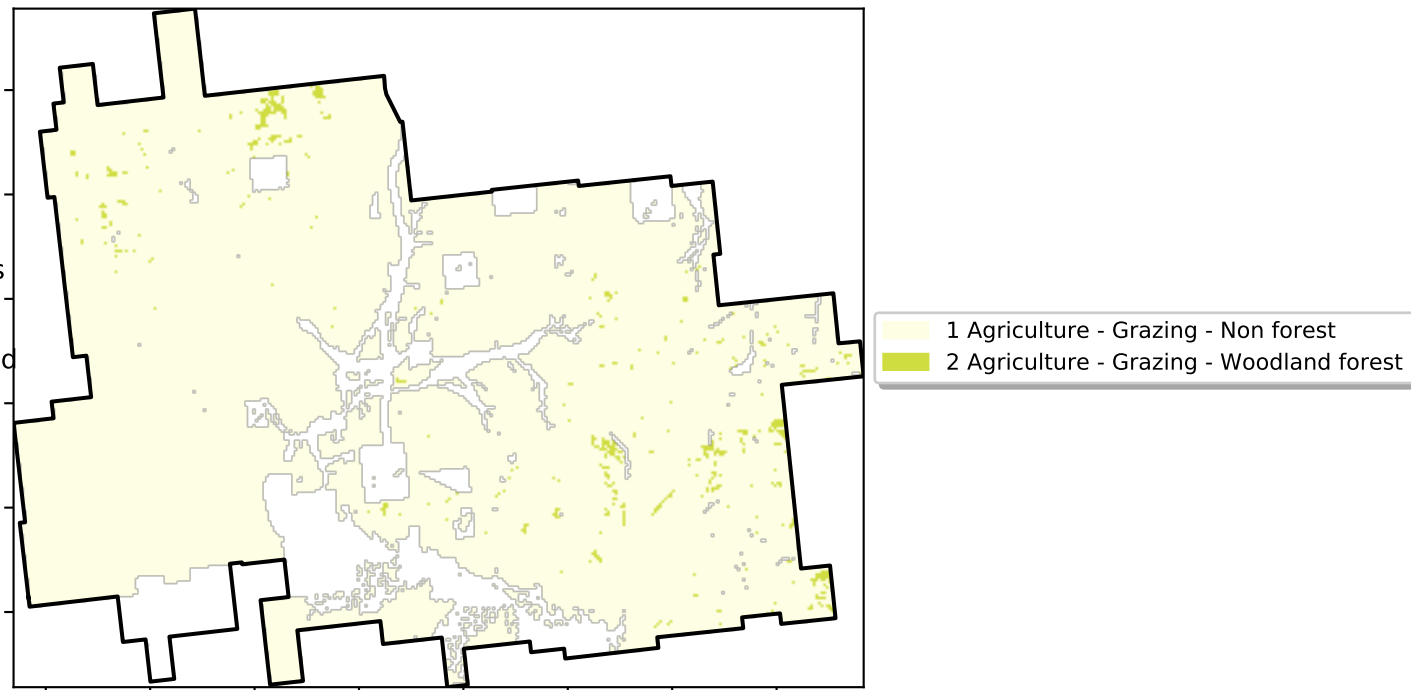 s
d
1 Agriculture - Grazing - Non forest
2 Agriculture - Grazing - Woodland forest